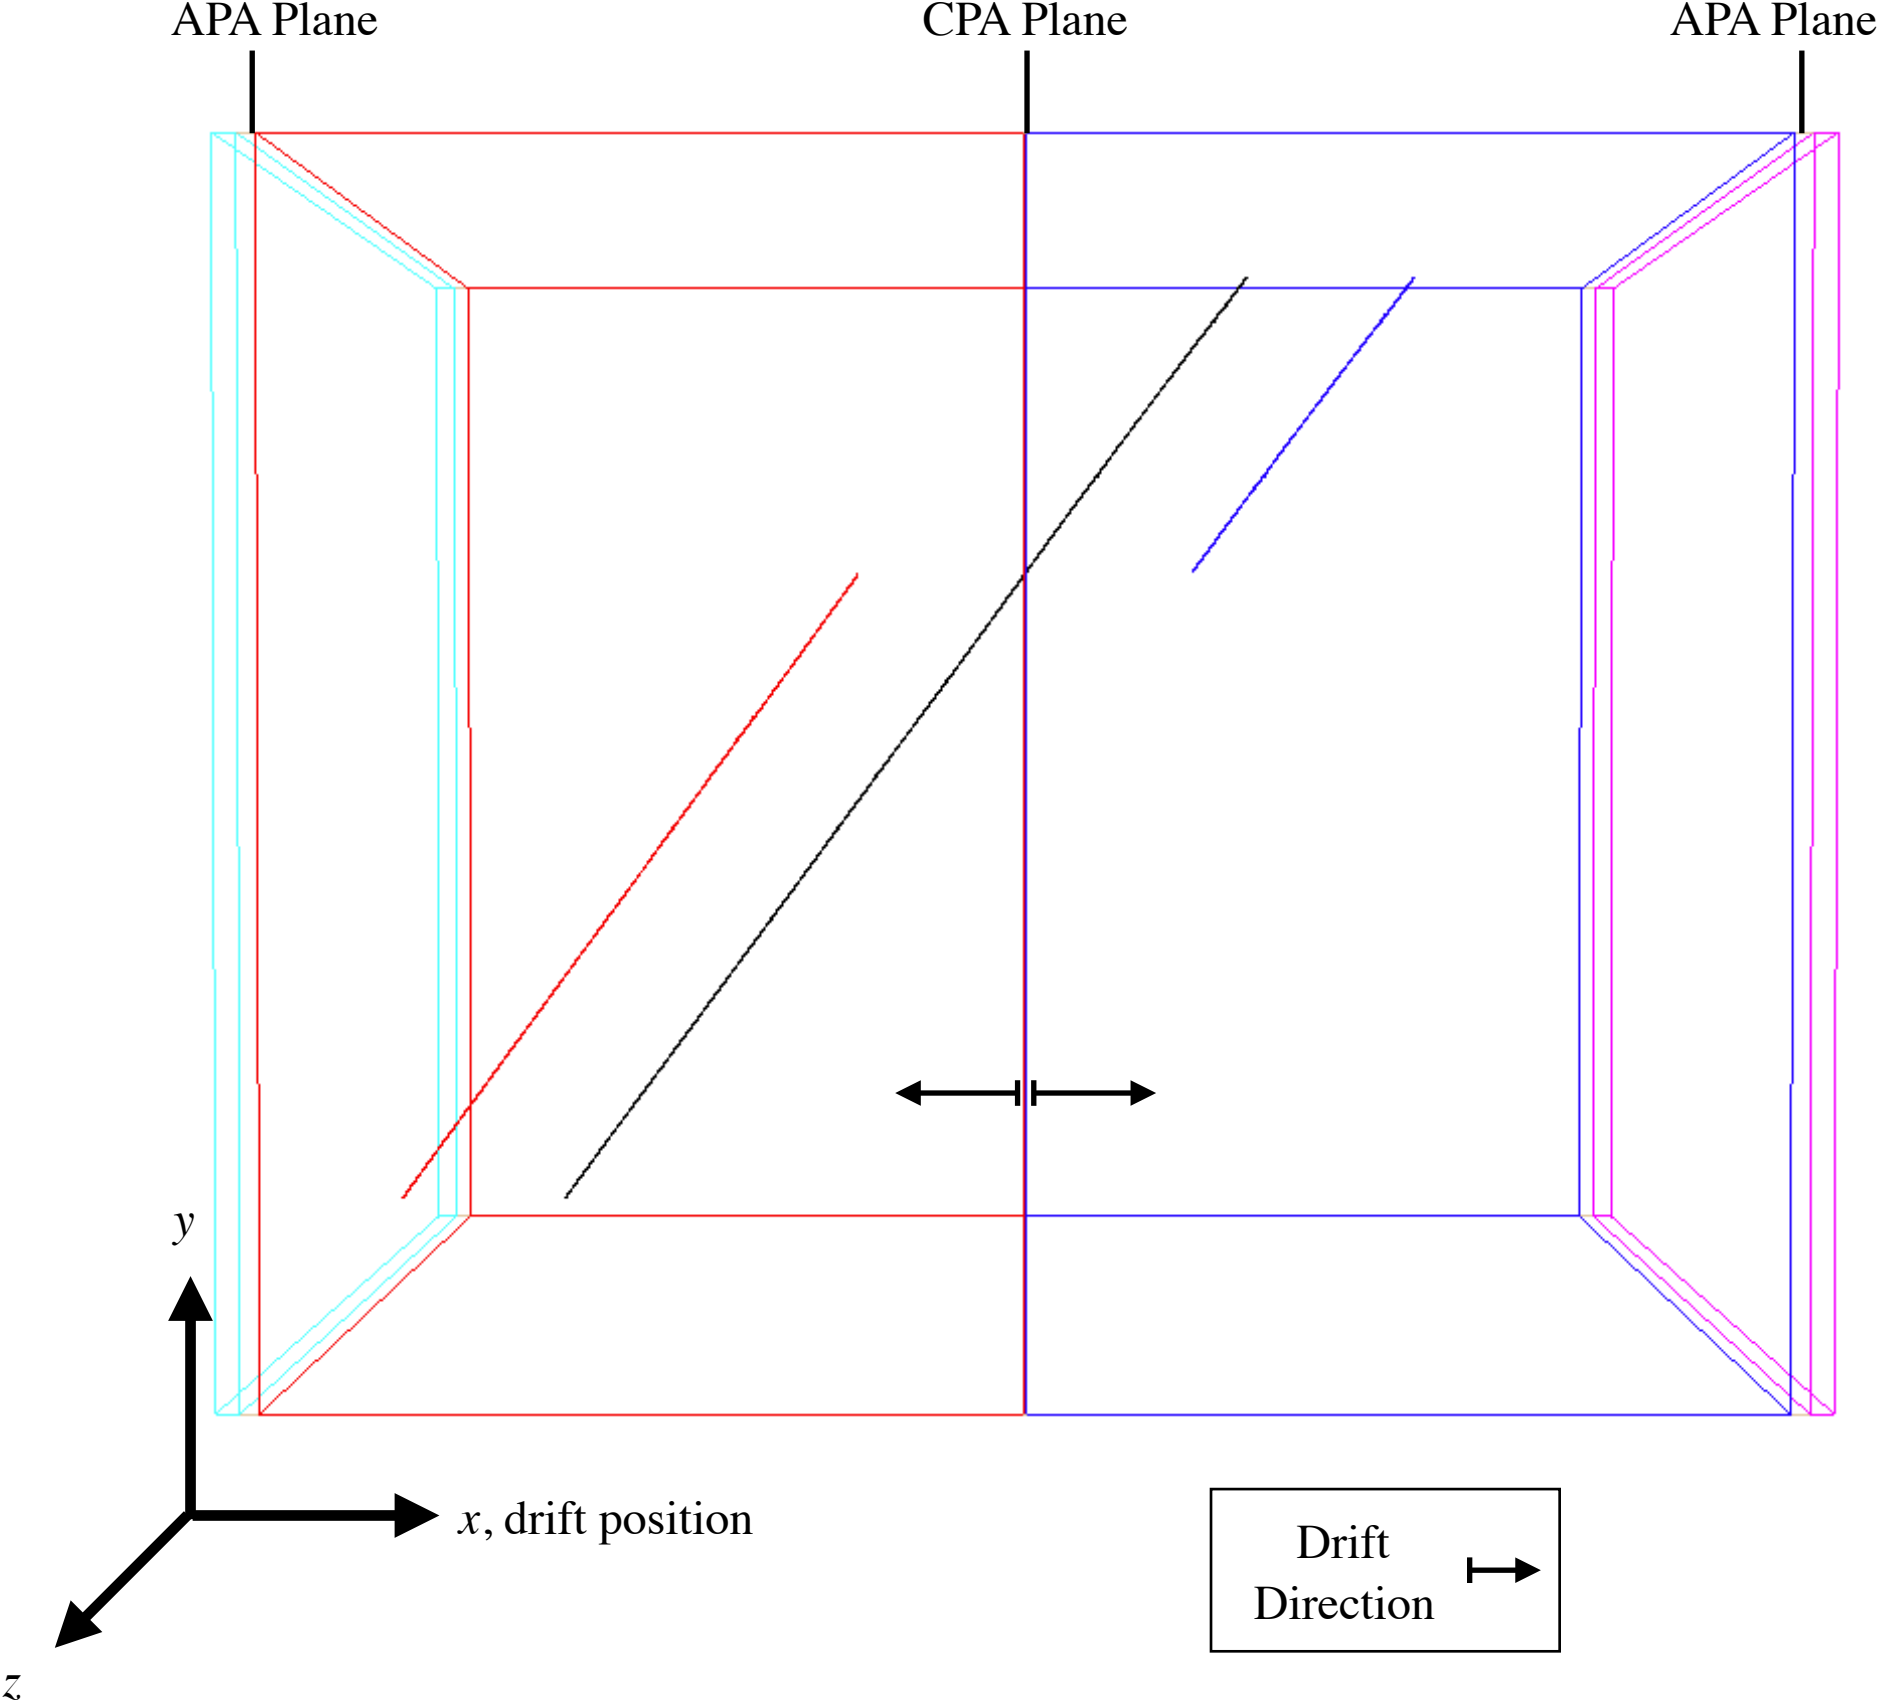 APA Plane
CPA Plane
APA Plane
y
x, drift position
z
Drift
Direction